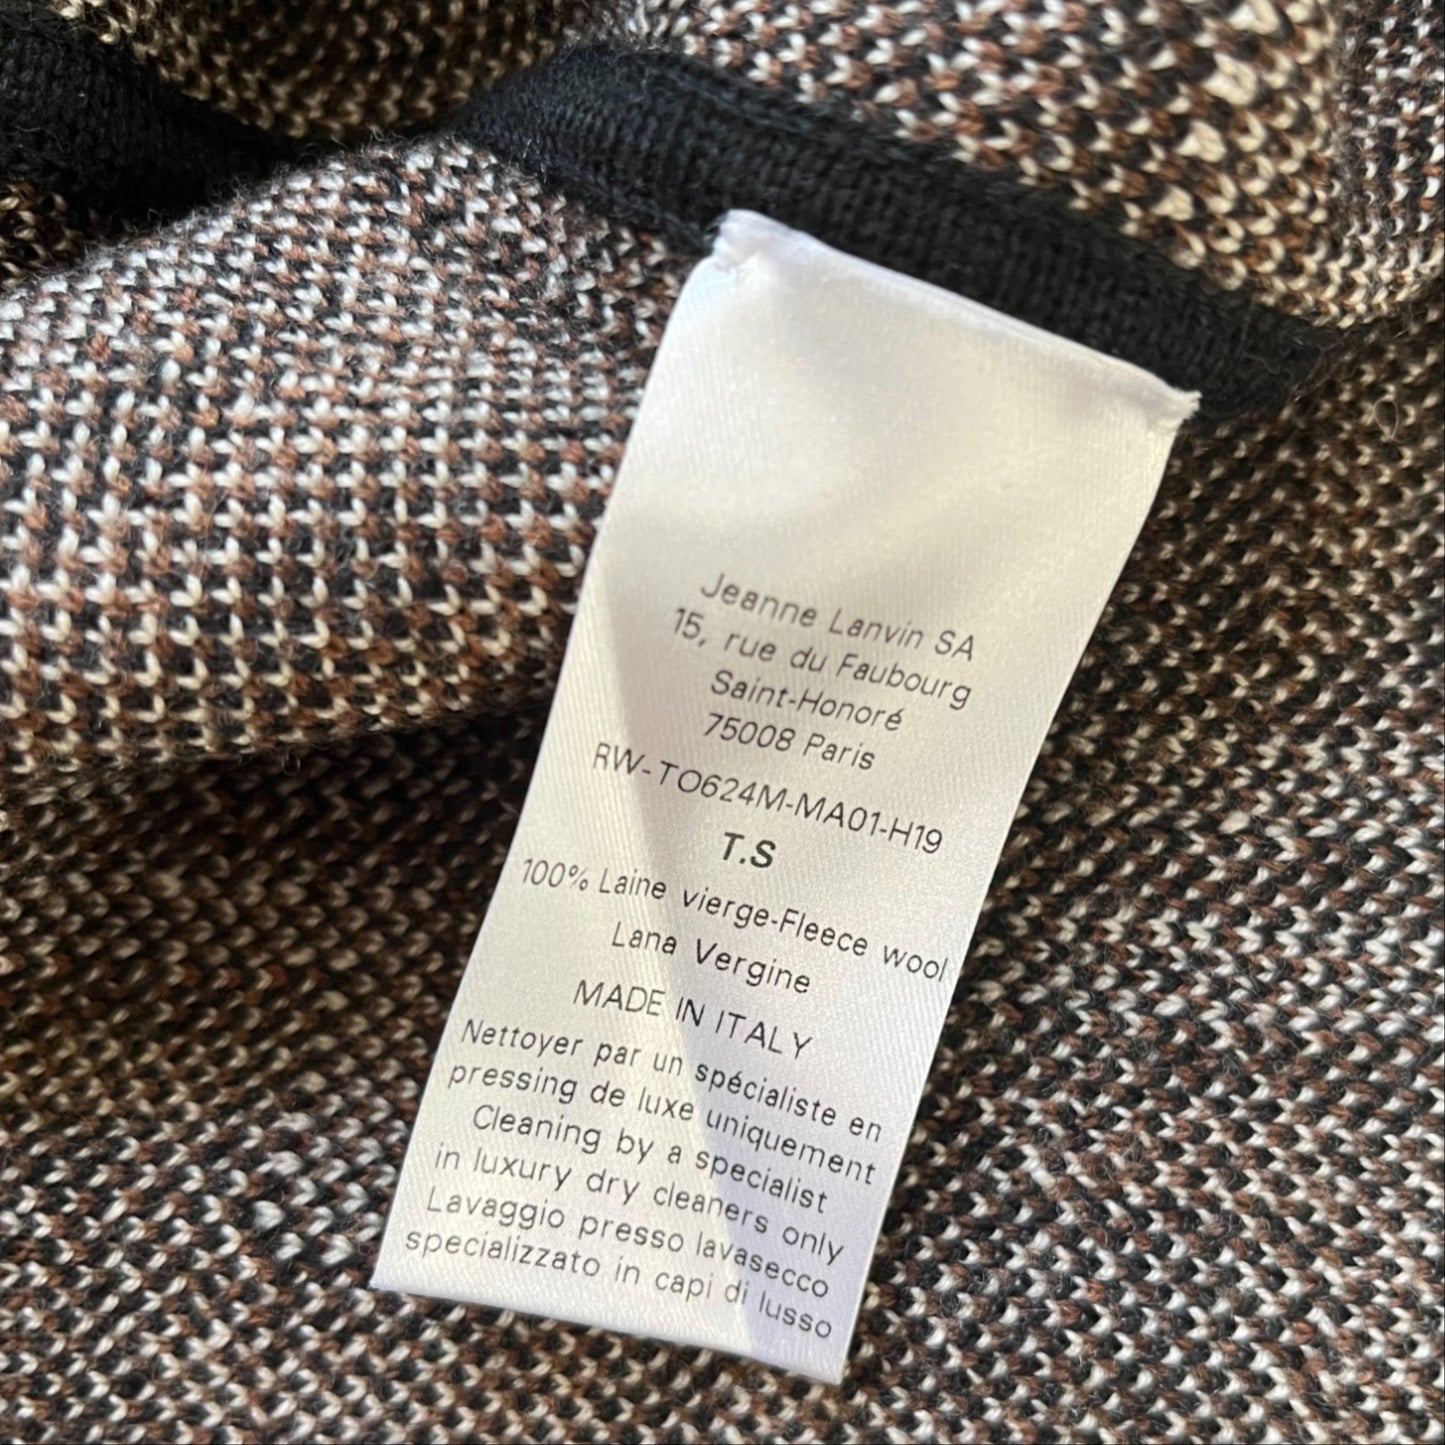 Jeanne Lanvin SA
15, rue du Faubourg
Saint-Honoré
75008 Paris
RW-TO624M-MA01-H19
T.S
100% Laine vierge-Fleece wool
Lana Vergine
MADE IN ITALY
Nettoyer par un spécialiste en
pressing de luxe uniquement
Cleaning by a specialist
in luxury dry cleaners only
Lavaggio presso lavasecco
specializzato in capi di lusso